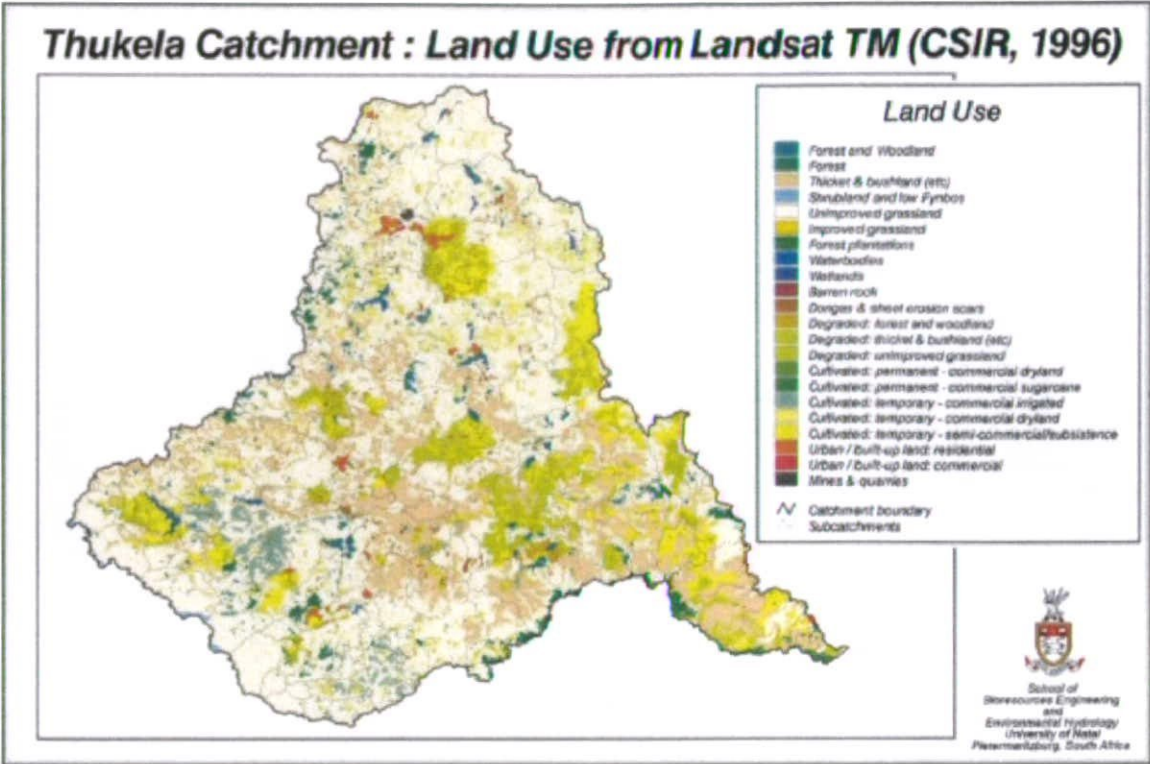 Thukela Catchment : Land Use from Landsat TM (CSIR, 1996)
Land Use
Forest and Woodland
Forest
Thicket & bushland (etc)
Shrubland and low Fynbos
Unimproved grassland
Improved grassland
Forest plantations
Waterbodies
Wetlands
Barren rock
Dongas & sheet erosion scars
Degraded: forest and woodland
Degraded: thicket & bushland (etc)
Degraded: unimproved grassland
Cultivated: permanent - commercial dryland
Cultivated: permanent - commercial sugarcane
Cultivated: temporary - commercial irrigated
Cultivated: temporary - commercial dryland
Cultivated: temporary - semi-commercial/subsistence
Urban / built-up land: residential
Urban / built-up land: commercial
Mines & quarries
Catchment boundary
Subcatchments
School of
Bioresources Engineering
and
Environmental Hydrology
University of Natal
Pietermaritzburg, South Africa